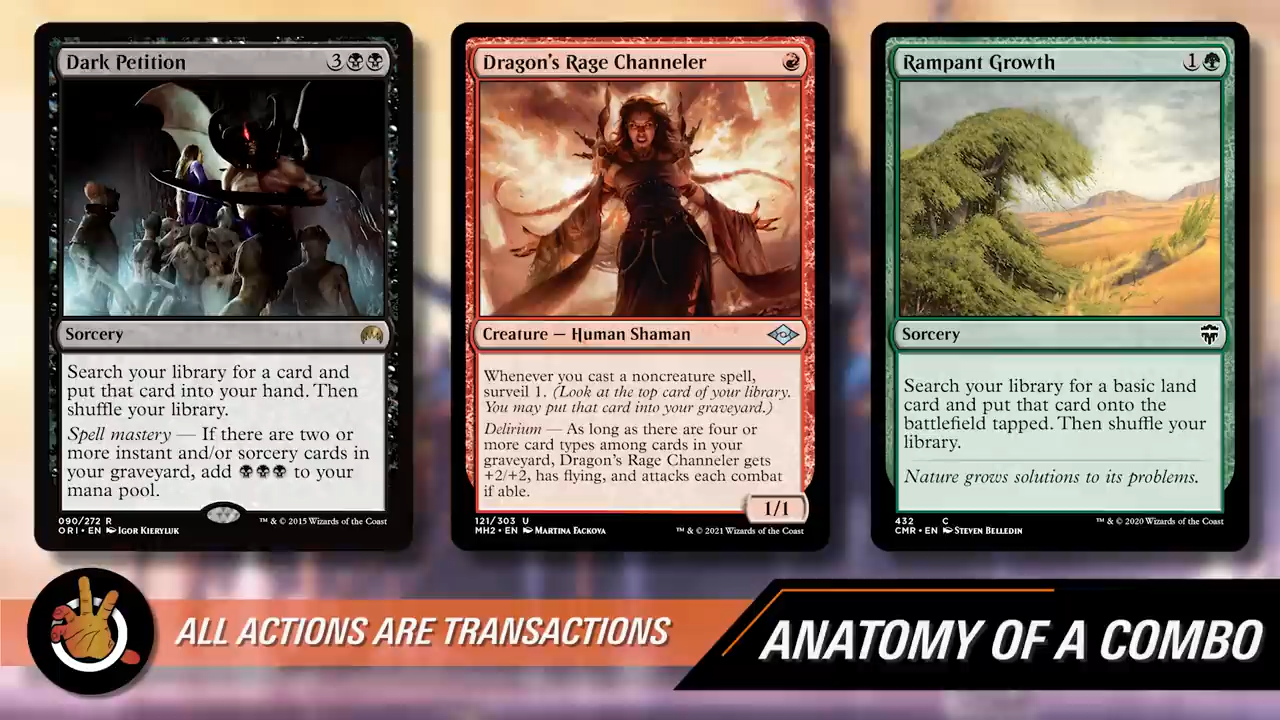 Dark Petition 3
Sorcery
Search your library for a card and
put that card into your hand. Then
shuffle your library.
Spell mastery — If there are two or
more instant and/or sorcery cards in
your graveyard, add to your
mana pool.
090/272 R
ORI • EN IGOR KIERYLUK
™ & © 2015 Wizards of the Coast
Dragon's Rage Channeler
Creature — Human Shaman
Whenever you cast a noncreature spell,
surveil 1. (Look at the top card of your library.
You may put that card into your graveyard.)
Delirium — As long as there are four or
more card types among cards in your
graveyard, Dragon's Rage Channeler gets
+2/+2, has flying, and attacks each combat
if able.
1/1
121/303 U
MH2 • EN MARTINA FACKOVA
™ & © 2021 Wizards of the Coast
Rampant Growth 1
Sorcery
Search your library for a basic land
card and put that card onto the
battlefield tapped. Then shuffle your
library.
Nature grows solutions to its problems.
432 C
CMR • EN STEVEN BELLEDIN
™ & © 2020 Wizards of the Coast
ALL ACTIONS ARE TRANSACTIONS
ANATOMY OF A COMBO